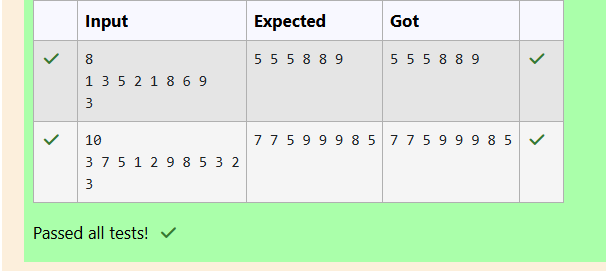 Input Expected Got
8 5 5 5 8 8 9 5 5 5 8 8 9
1 3 5 2 1 8 6 9
3
10 7 7 5 9 9 9 8 5 7 7 5 9 9 9 8 5
3 7 5 1 2 9 8 5 3 2
3
Passed all tests!